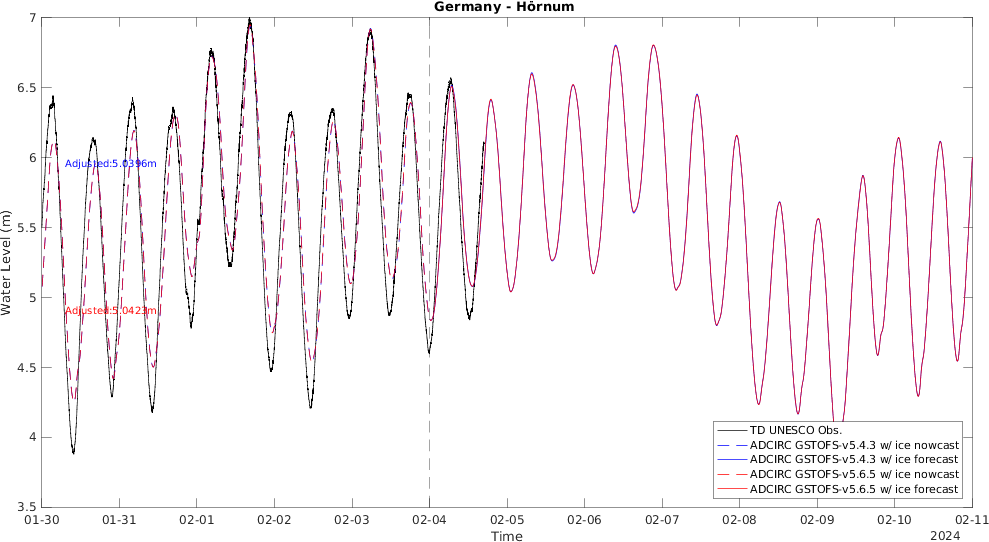 Germany - Hörnum
7
6.5
6
5.5
5
4.5
4
3.5
Water Level (m)
Adjusted:5.0396m
Adjusted:5.0423m
TD UNESCO Obs.
ADCIRC GSTOFS-v5.4.3 w/ ice nowcast
ADCIRC GSTOFS-v5.4.3 w/ ice forecast
ADCIRC GSTOFS-v5.6.5 w/ ice nowcast
ADCIRC GSTOFS-v5.6.5 w/ ice forecast
01-30 01-31 02-01 02-02 02-03 02-04 02-05 02-06 02-07 02-08 02-09 02-10 02-11
Time
2024